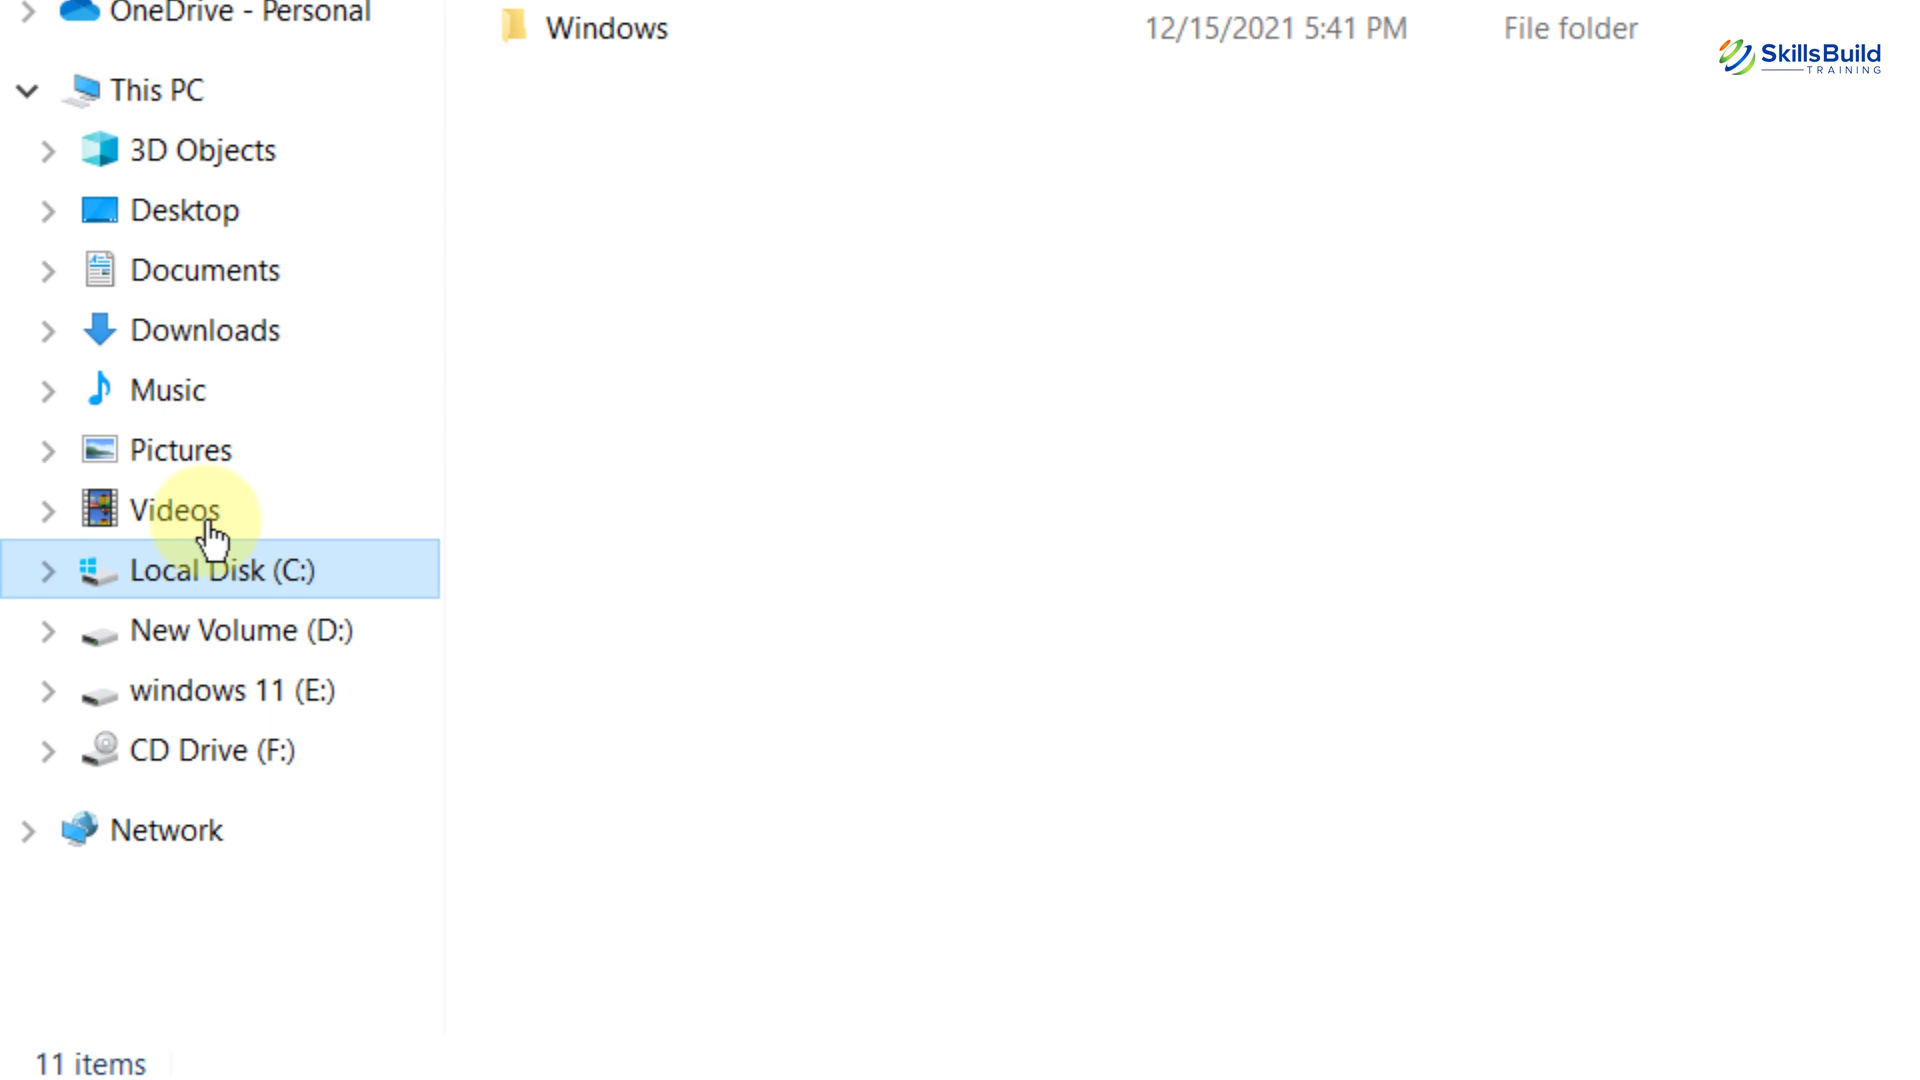 OneDrive - Personal
Windows 12/15/2021 5:41 PM File folder
SkillsBuild
TRAINING
This PC
3D Objects
Desktop
Documents
Downloads
Music
Pictures
Videos
Local Disk (C:)
New Volume (D:)
windows 11 (E:)
CD Drive (F:)
Network
11 items